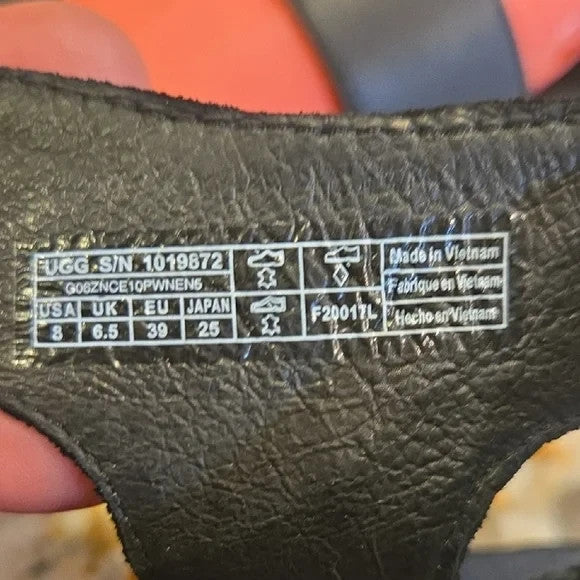 UGG S/N 1019872
G06ZNCE10PWNEN5
USA UK EU JAPAN
8 6.5 39 25
F20017L
Made in Vietnam
Fabriqué en Vietnam
Hecho en Vietnam